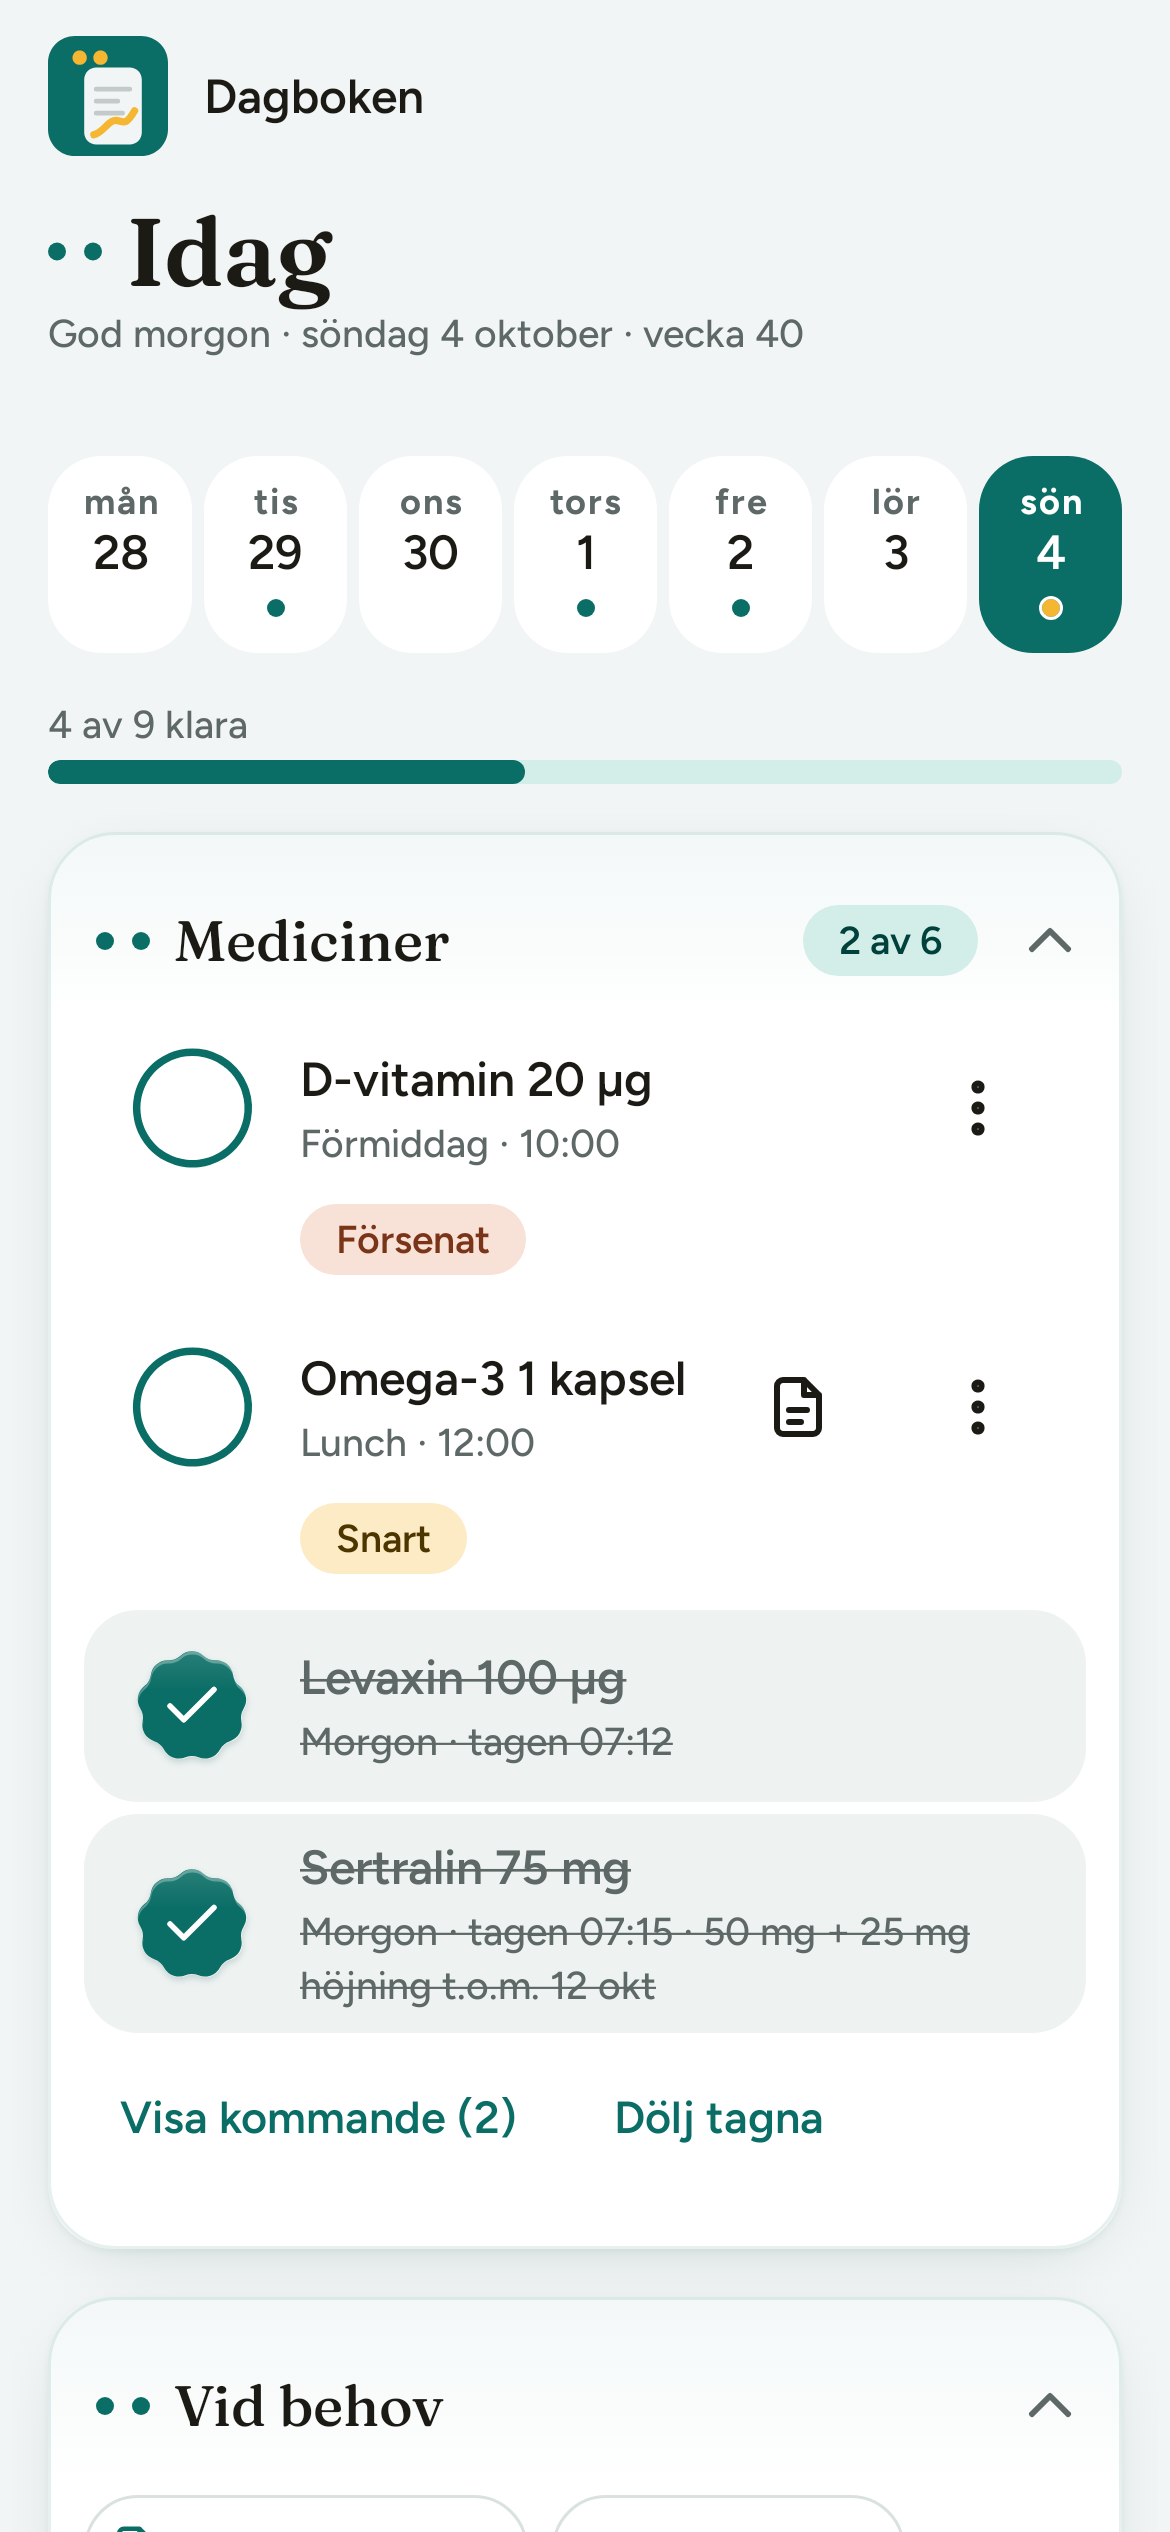 Dagboken
Idag
God morgon · söndag 4 oktober · vecka 40
mån tis ons tors fre lör sön
28 29 30 1 2 3 4
4 av 9 klara
Mediciner 2 av 6
D-vitamin 20 µg
Förmiddag · 10:00
Försenat
Omega-3 1 kapsel
Lunch · 12:00
Snart
Levaxin 100 µg
Morgon · tagen 07:12
Sertralin 75 mg
Morgon · tagen 07:15 · 50 mg + 25 mg
höjning t.o.m. 12 okt
Visa kommande (2) Dölj tagna
Vid behov